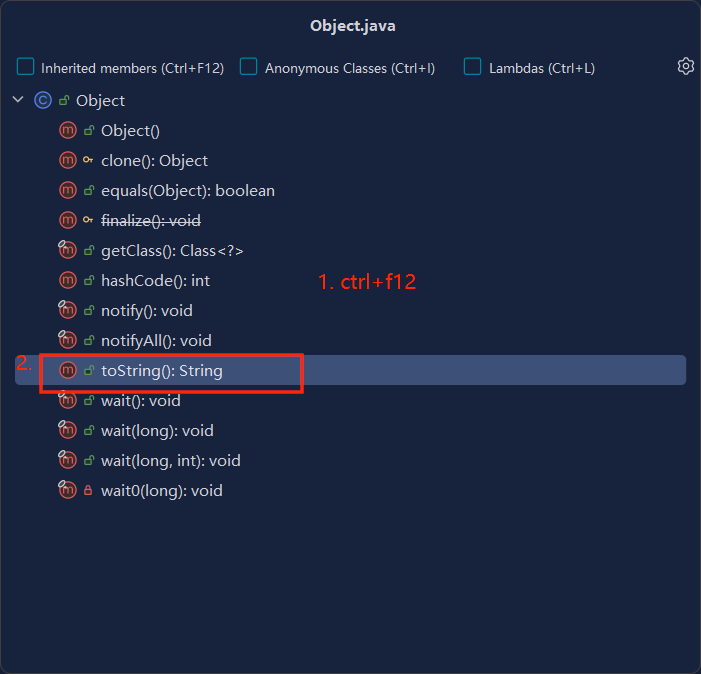 Object.java
Inherited members (Ctrl+F12) Anonymous Classes (Ctrl+I) Lambdas (Ctrl+L)
C Object
m Object()
m clone(): Object
m equals(Object): boolean
m finalize(): void
m getClass(): Class<?>
m hashCode(): int
1. ctrl+f12
m notify(): void
m notifyAll(): void
2. m toString(): String
m wait(): void
m wait(long): void
m wait(long, int): void
m wait0(long): void